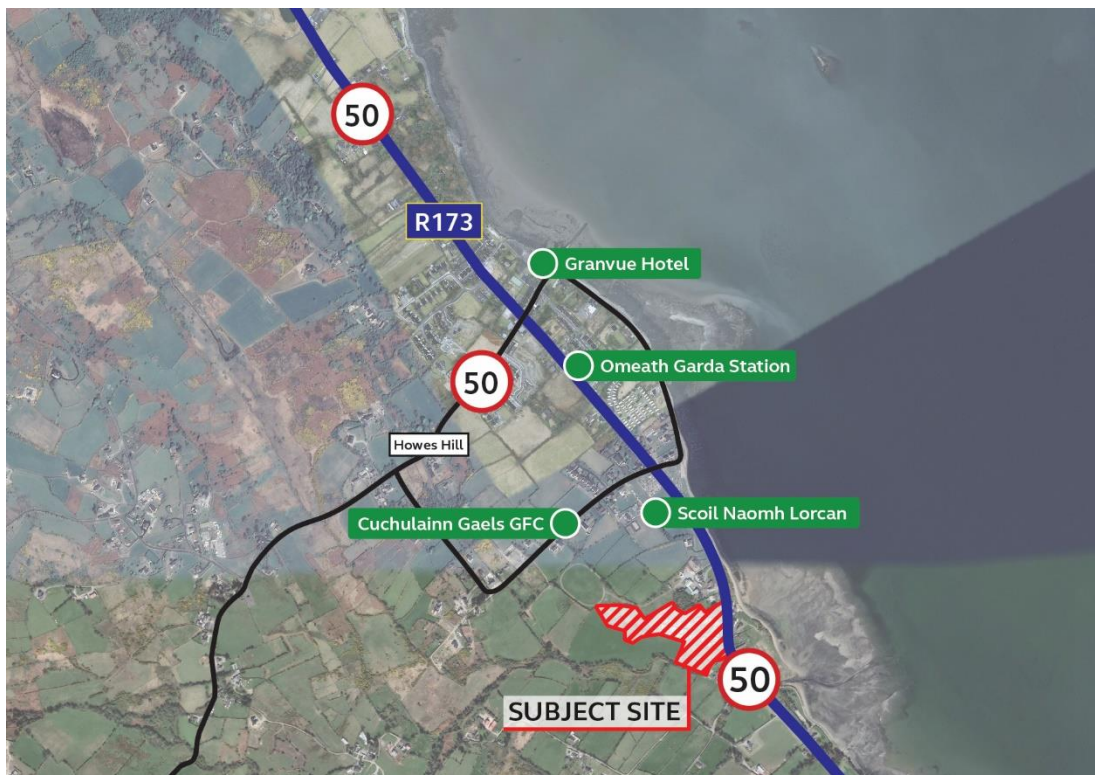 50
R173
Granvue Hotel
Omeath Garda Station
50
Howes Hill
Cuchulainn Gaels GFC
Scoil Naomh Lorcan
50
SUBJECT SITE